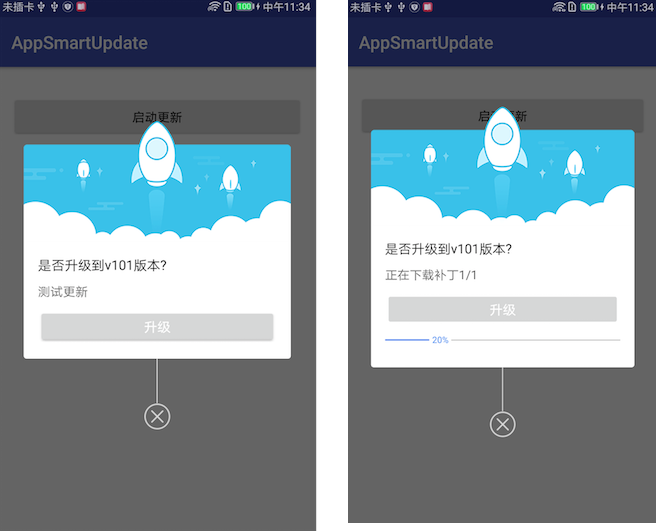 未插卡 100 中午11:34
AppSmartUpdate
启动更新
是否升级到v101版本?
测试更新
升级
未插卡 100 中午11:34
AppSmartUpdate
启动更新
是否升级到v101版本?
正在下载补丁1/1
升级
20%